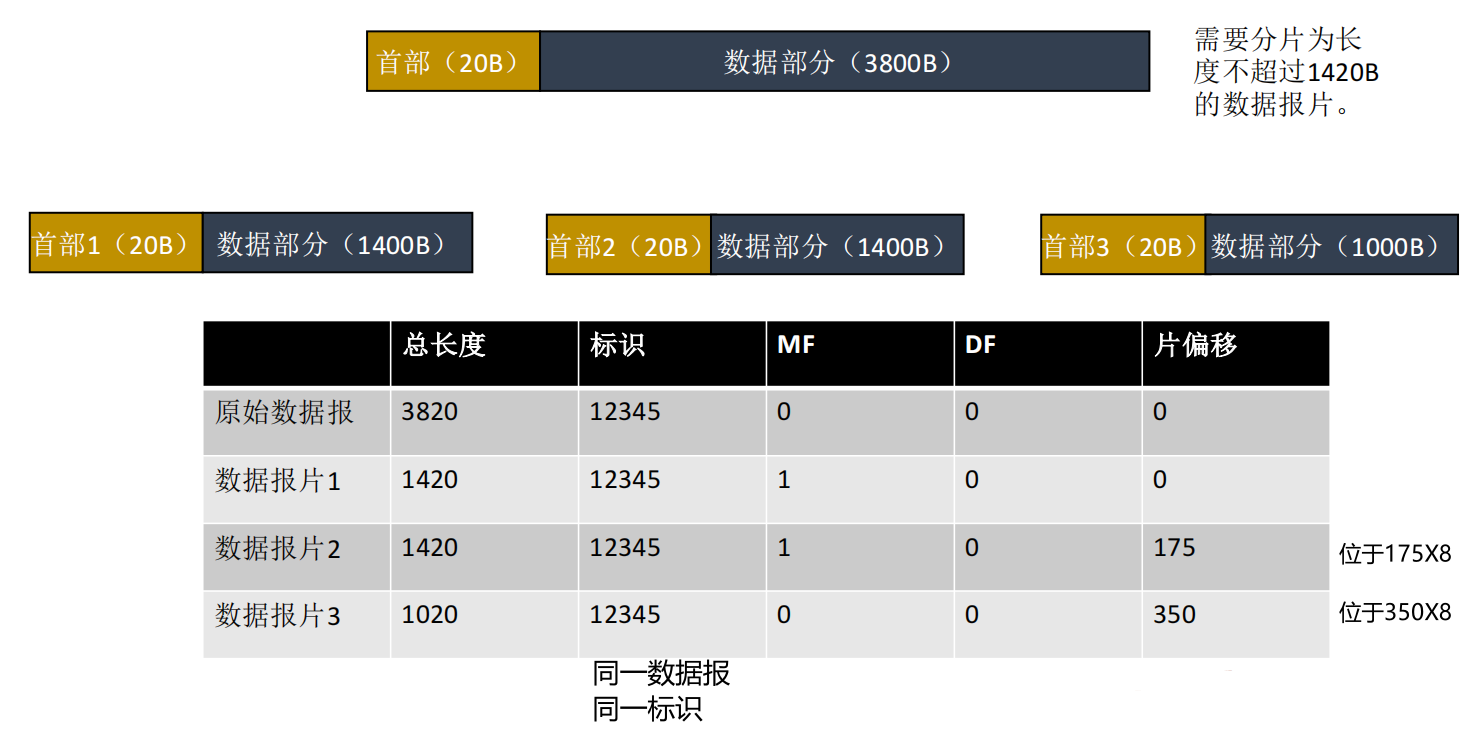 首部（20B）
数据部分（3800B）
需要分片为长
度不超过1420B
的数据报片。
首部1（20B）
数据部分（1400B）
首部2（20B）
数据部分（1400B）
首部3（20B）
数据部分（1000B）
总长度 标识 MF DF 片偏移
原始数据报 3820 12345 0 0 0
数据报片1 1420 12345 1 0 0
数据报片2 1420 12345 1 0 175 位于175X8
数据报片3 1020 12345 0 0 350 位于350X8
同一数据报
同一标识